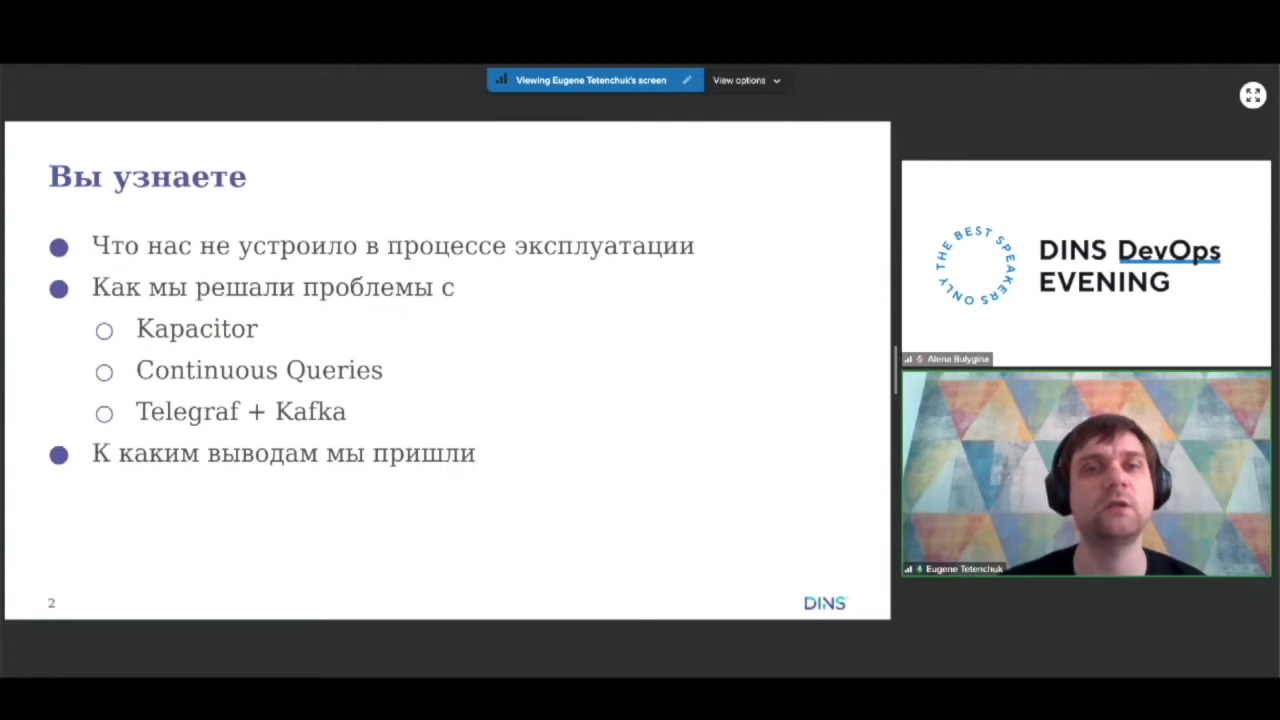 Viewing Eugene Tetenchuk's screen
View options
Вы узнаете
Что нас не устроило в процессе эксплуатации
Как мы решали проблемы с
Kapacitor
Continuous Queries
Telegraf + Kafka
К каким выводам мы пришли
2
DINS
ONLY THE BEST SPEAKERS
DINS DevOps
EVENING
Alena Bulygina
Eugene Tetenchuk